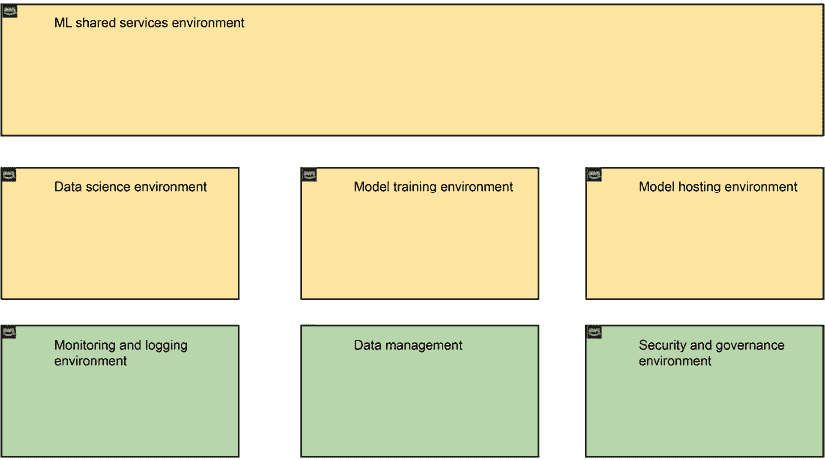 ML shared services environment
Data science environment
Model training environment
Model hosting environment
Monitoring and logging
environment
Data management
Security and governance
environment